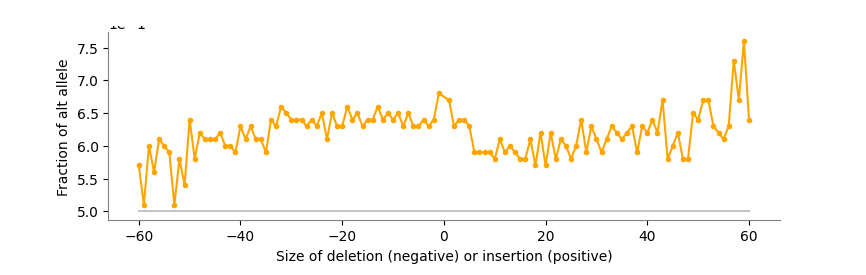 7.5
7.0
6.5
6.0
5.5
5.0
Fraction of alt allele
−60 −40 −20 0 20 40 60
Size of deletion (negative) or insertion (positive)